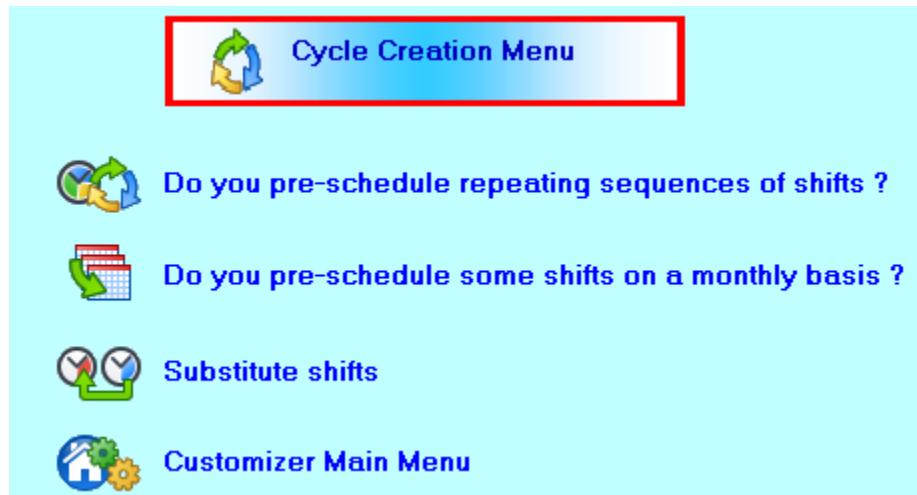 Cycle Creation Menu
Do you pre-schedule repeating sequences of shifts ?
Do you pre-schedule some shifts on a monthly basis ?
Substitute shifts
Customizer Main Menu